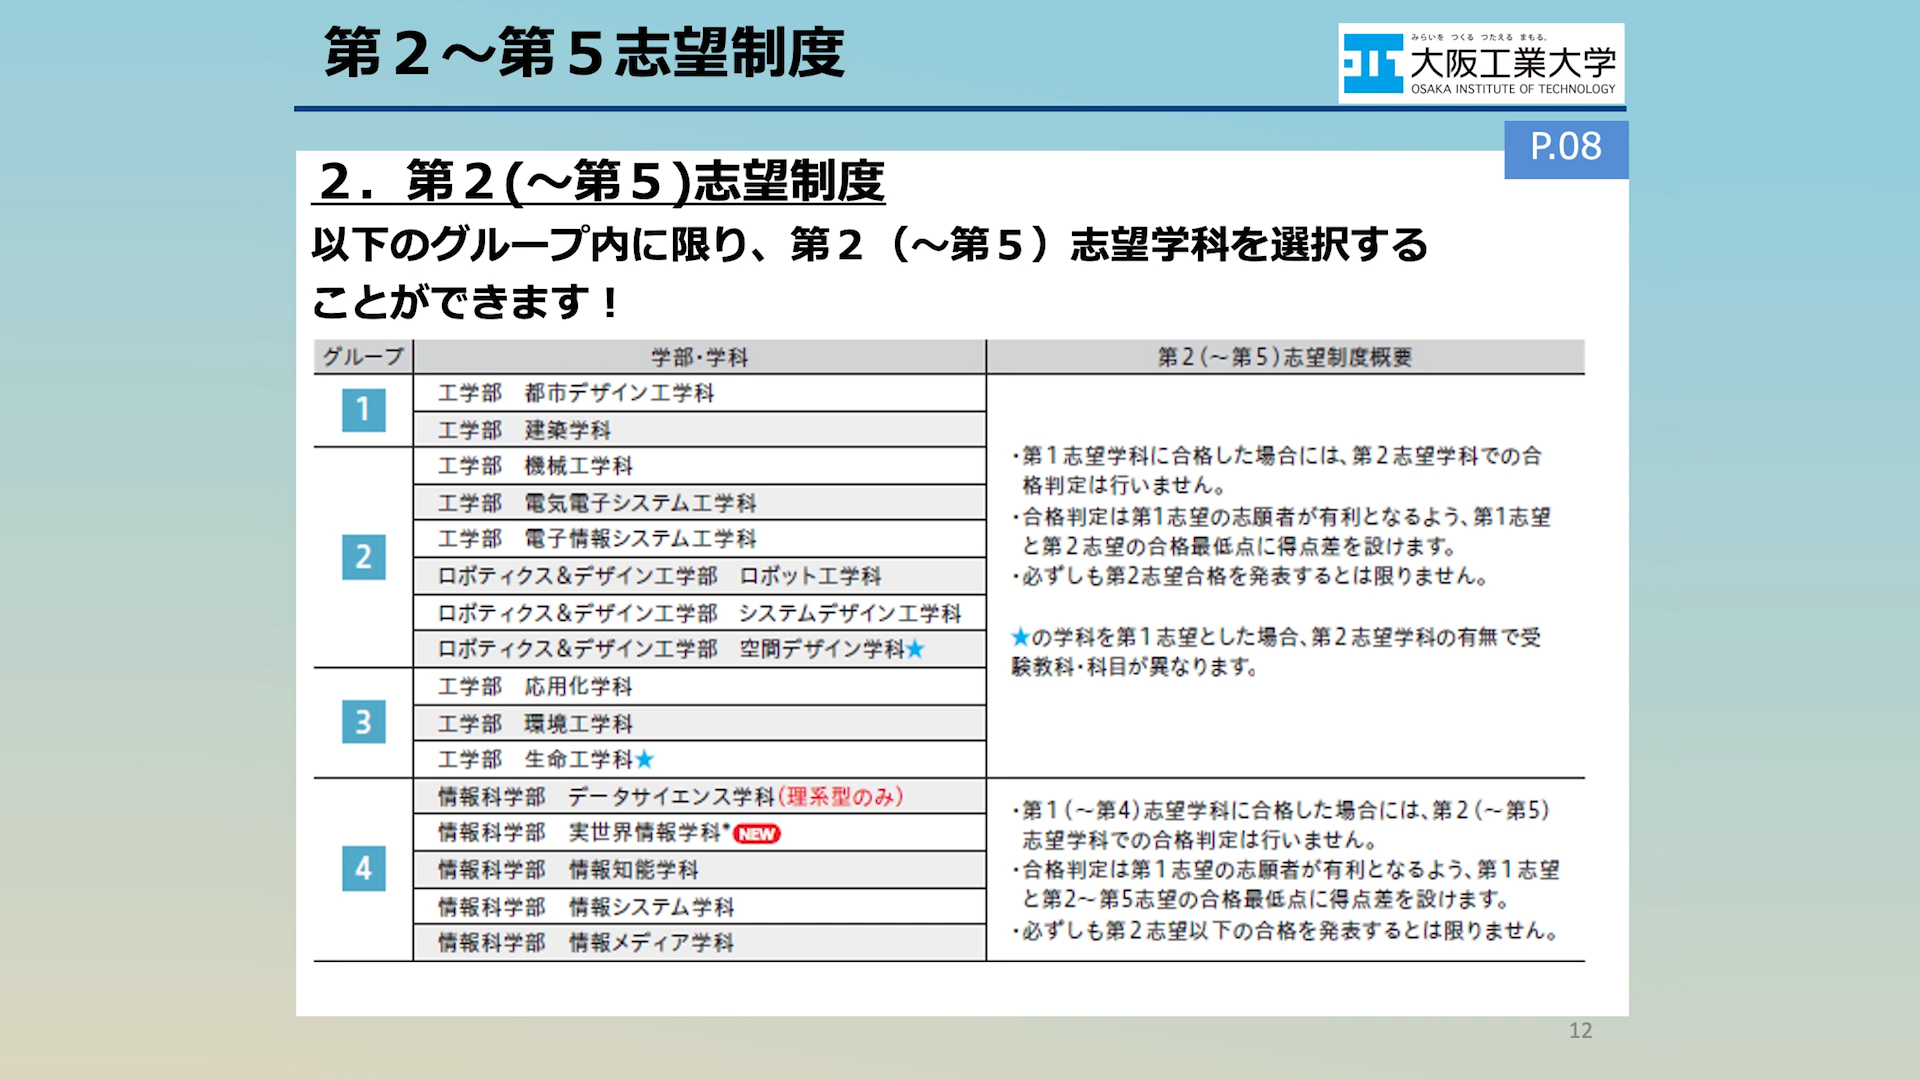 第２～第５志望制度
みらいを つくる つたえる まもる。
大阪工業大学
OSAKA INSTITUTE OF TECHNOLOGY
P.08
２．第２(～第５)志望制度
以下のグループ内に限り、第２（～第５）志望学科を選択する
ことができます！
グループ 学部・学科 第２(～第５)志望制度概要
1
工学部 都市デザイン工学科
工学部 建築学科
2
工学部 機械工学科
工学部 電気電子システム工学科
工学部 電子情報システム工学科
ロボティクス＆デザイン工学部 ロボット工学科
ロボティクス＆デザイン工学部 システムデザイン工学科
ロボティクス＆デザイン工学部 空間デザイン学科★
3
工学部 応用化学科
工学部 環境工学科
工学部 生命工学科★
・第１志望学科に合格した場合には、第２志望学科での合
格判定は行いません。
・合格判定は第1志望の志願者が有利となるよう、第1志望
と第２志望の合格最低点に得点差を設けます。
・必ずしも第2志望合格を発表するとは限りません。
★の学科を第１志望とした場合、第２志望学科の有無で受
験教科・科目が異なります。
4
情報科学部 データサイエンス学科(理系型のみ)
情報科学部 実世界情報学科* NEW
情報科学部 情報知能学科
情報科学部 情報システム学科
情報科学部 情報メディア学科
・第１(～第4)志望学科に合格した場合には、第２(～第5)
志望学科での合格判定は行いません。
・合格判定は第１志望の志願者が有利となるよう、第１志望
と第2～第5志望の合格最低点に得点差を設けます。
・必ずしも第２志望以下の合格を発表するとは限りません。
12